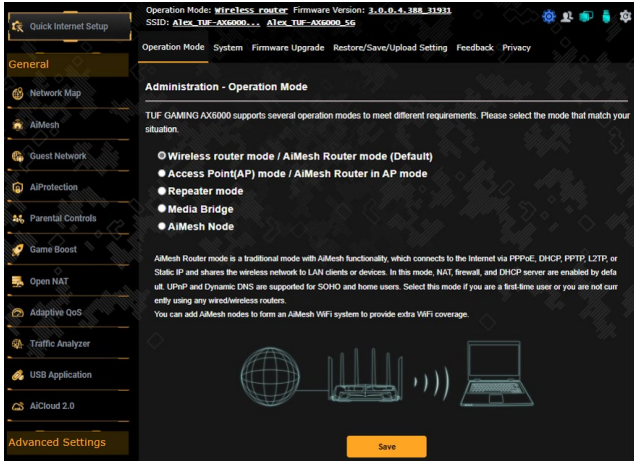 Operation Mode: Wireless router Firmware Version: 3.0.0.4.388_31931
SSID: Alex_TUF-AX6000... Alex_TUF-AX6000_5G
Quick Internet Setup
Operation Mode System Firmware Upgrade Restore/Save/Upload Setting Feedback Privacy
General
Network Map
AiMesh
Guest Network
AiProtection
Parental Controls
Game Boost
Open NAT
Adaptive QoS
Traffic Analyzer
USB Application
AiCloud 2.0
Advanced Settings
Administration - Operation Mode
TUF GAMING AX6000 supports several operation modes to meet different requirements. Please select the mode that match your
situation.
Wireless router mode / AiMesh Router mode (Default)
Access Point(AP) mode / AiMesh Router in AP mode
Repeater mode
Media Bridge
AiMesh Node
AiMesh Router mode is a traditional mode with AiMesh functionality, which connects to the Internet via PPPoE, DHCP, PPTP, L2TP, or
Static IP and shares the wireless network to LAN clients or devices. In this mode, NAT, firewall, and DHCP server are enabled by defa
ult. UPnP and Dynamic DNS are supported for SOHO and home users. Select this mode if you are a first-time user or you are not curr
ently using any wired/wireless routers.
You can add AiMesh nodes to form an AiMesh WiFi system to provide extra WiFi coverage.
Save